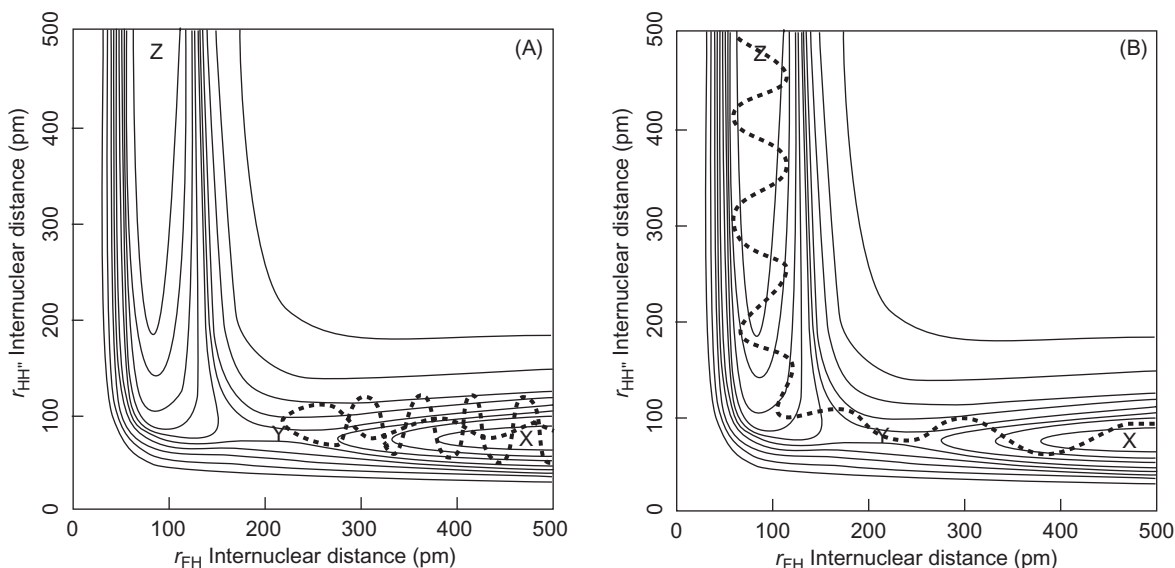 (A)
Z
Y
X
500
400
300
200
100
0
r_HH" Internuclear distance (pm)
0 100 200 300 400 500
r_FH Internuclear distance (pm)
(B)
Z
Y
X
500
400
300
200
100
0
r_HH" Internuclear distance (pm)
0 100 200 300 400 500
r_FH Internuclear distance (pm)